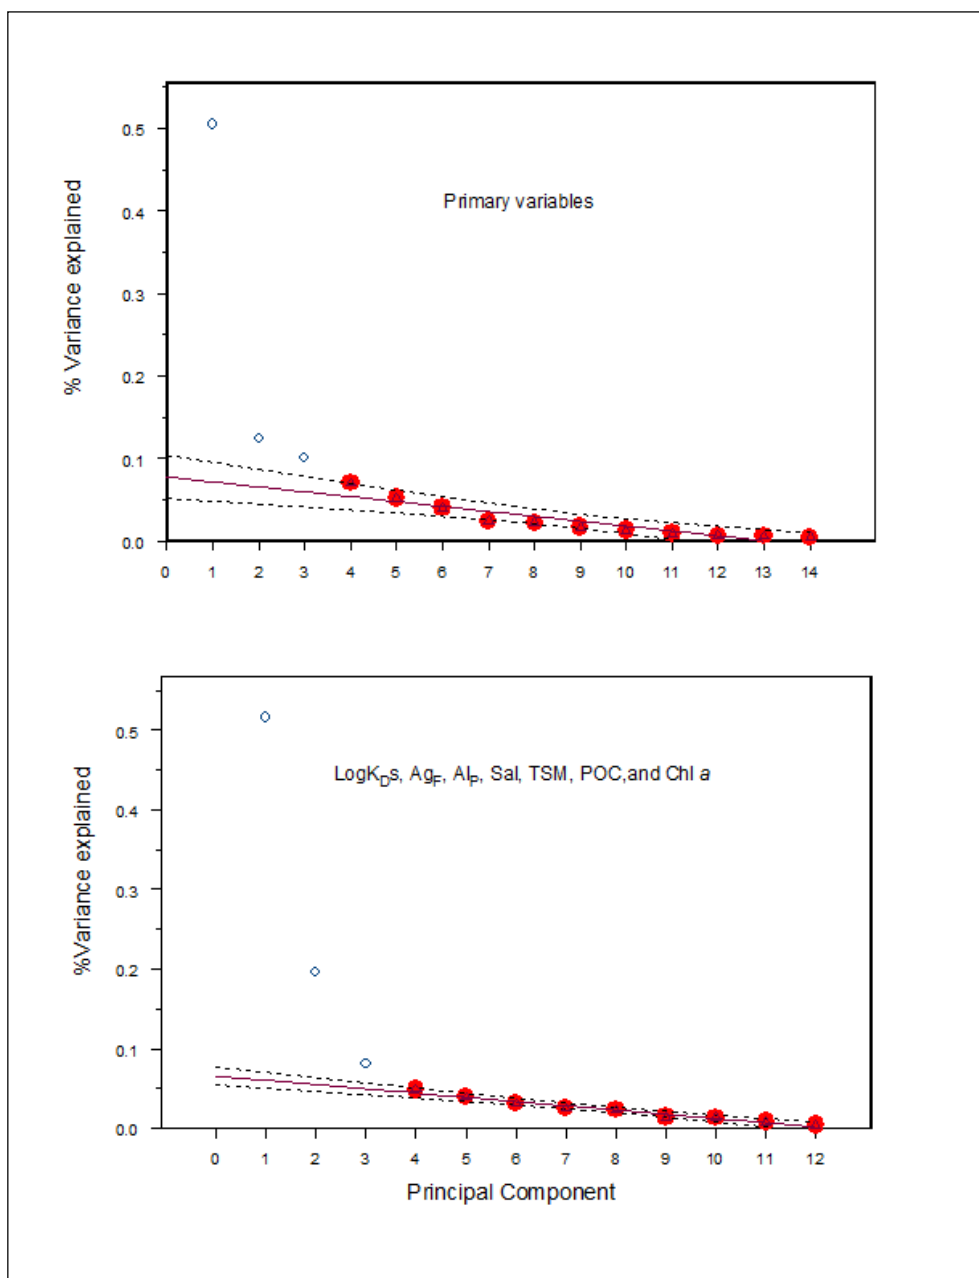 0.5
Primary variables
0.4
0.3
0.2
0.1
0.0
% Variance explained
0 1 2 3 4 5 6 7 8 9 10 11 12 13 14
0.5
LogK_Ds, Ag_F, Al_P, Sal, TSM, POC,and Chl a
0.4
0.3
0.2
0.1
0.0
%Variance explained
0 1 2 3 4 5 6 7 8 9 10 11 12
Principal Component